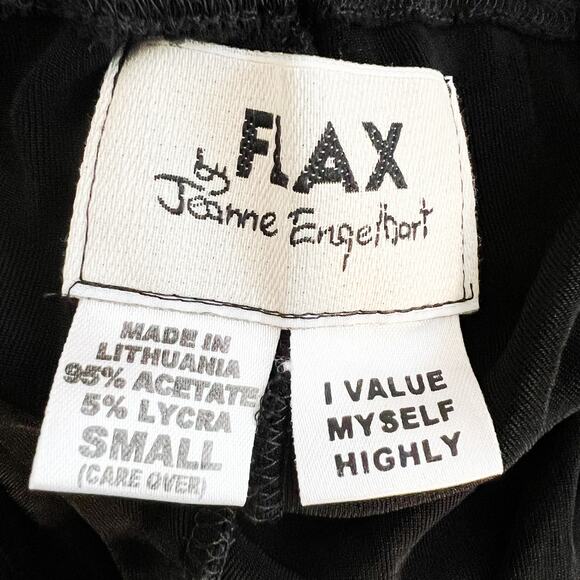 FLAX
by
Jeanne Engelhart
MADE IN
LITHUANIA
95% ACETATE
5% LYCRA
SMALL
(CARE OVER)
I VALUE
MYSELF
HIGHLY